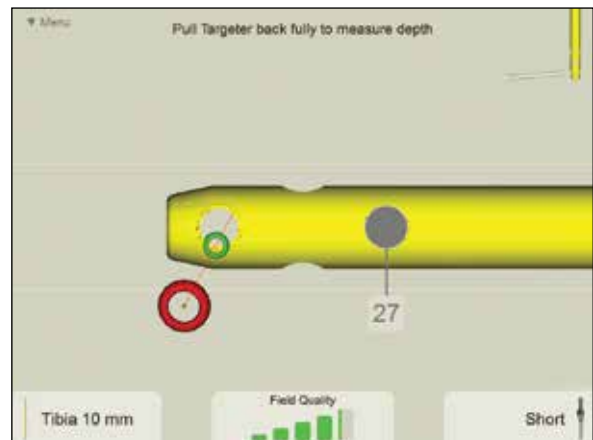 Menu
Pull Targeter back fully to measure depth
27
Field Quality
Tibia 10 mm
Short